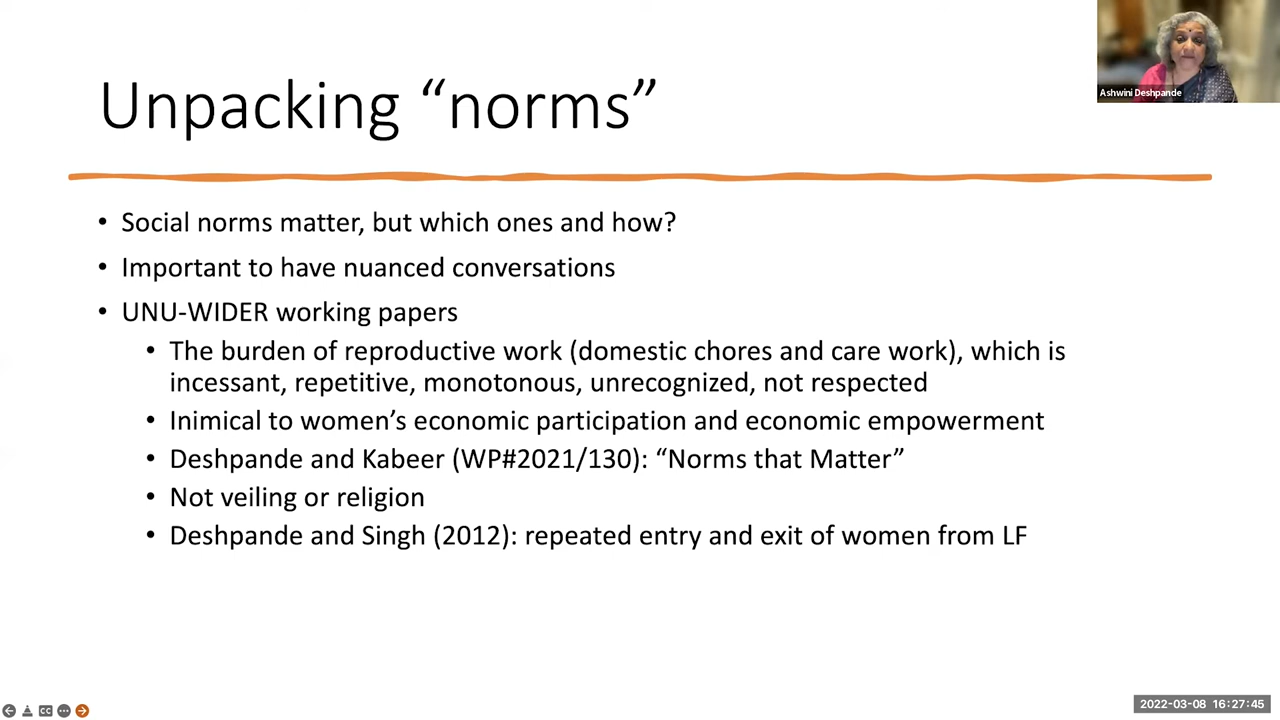 Unpacking “norms”
Ashwini Deshpande
• Social norms matter, but which ones and how?
• Important to have nuanced conversations
• UNU-WIDER working papers
• The burden of reproductive work (domestic chores and care work), which is
incessant, repetitive, monotonous, unrecognized, not respected
• Inimical to women’s economic participation and economic empowerment
• Deshpande and Kabeer (WP#2021/130): “Norms that Matter”
• Not veiling or religion
• Deshpande and Singh (2012): repeated entry and exit of women from LF
CC
2022-03-08 16:27:45